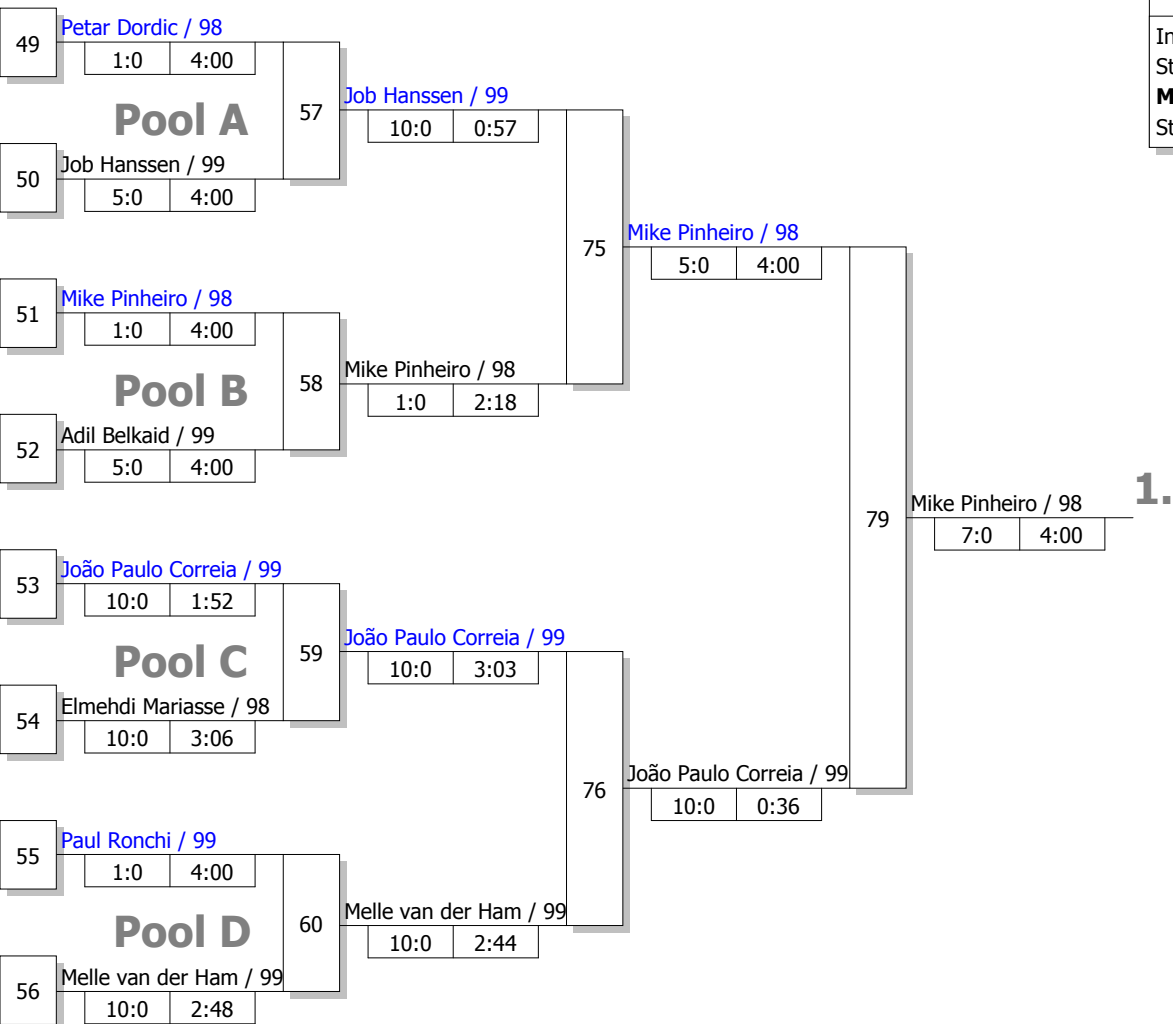 49
Petar Dordic / 98
1:0 4:00
Pool A
57
Job Hanssen / 99
10:0 0:57
50
Job Hanssen / 99
5:0 4:00
75
Mike Pinheiro / 98
5:0 4:00
51
Mike Pinheiro / 98
1:0 4:00
Pool B
58
Mike Pinheiro / 98
1:0 2:18
52
Adil Belkaid / 99
5:0 4:00
79
Mike Pinheiro / 98
7:0 4:00
1.
53
João Paulo Correia / 99
10:0 1:52
Pool C
59
João Paulo Correia / 99
10:0 3:03
54
Elmehdi Mariasse / 98
10:0 3:06
76
João Paulo Correia / 99
10:0 0:36
55
Paul Ronchi / 99
1:0 4:00
Pool D
60
Melle van der Ham / 99
10:0 2:44
56
Melle van der Ham / 99
10:0 2:48